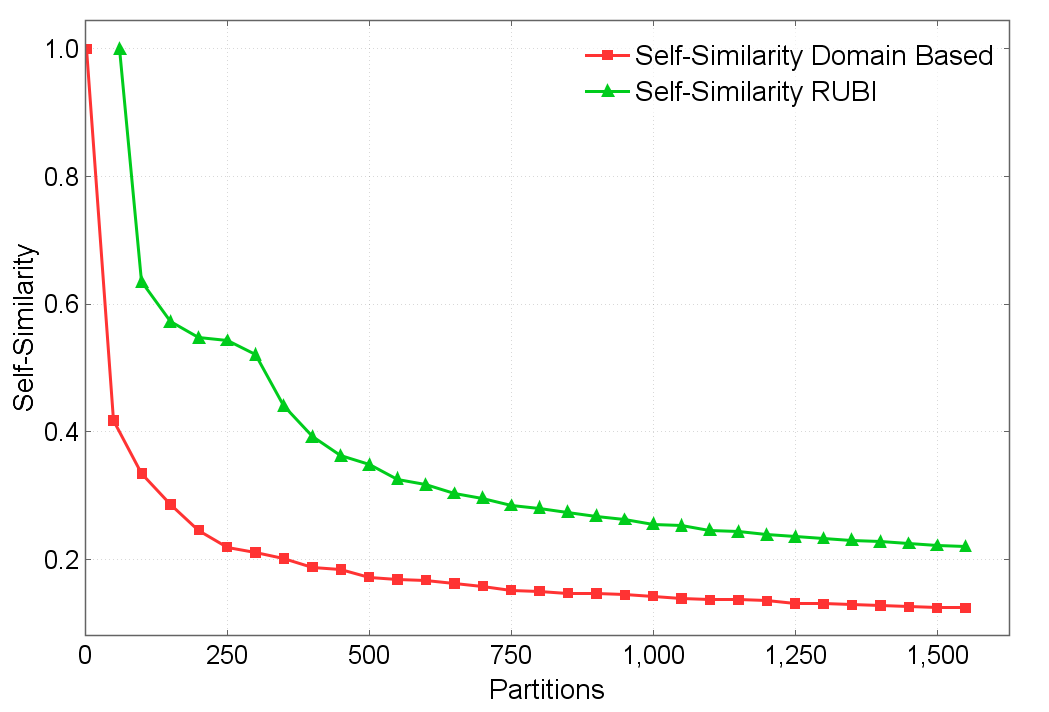 Self-Similarity Domain Based
Self-Similarity RUBI
1.0
0.8
0.6
0.4
0.2
Self-Similarity
0 250 500 750 1,000 1,250 1,500
Partitions